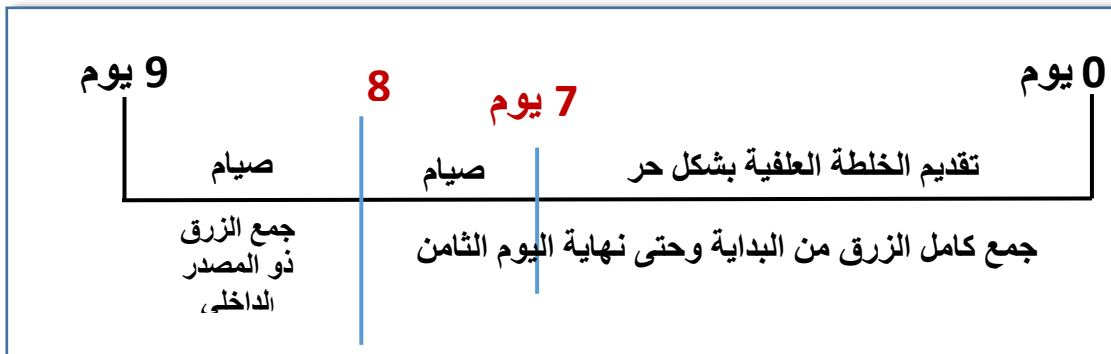 0 يوم
7 يوم
8
9 يوم
تقديم الخلطة العلفية بشكل حر
صيام
صيام
جمع كامل الزرق من البداية وحتى نهاية اليوم الثامن
جمع الزرق
ذو المصدر
الداخلي